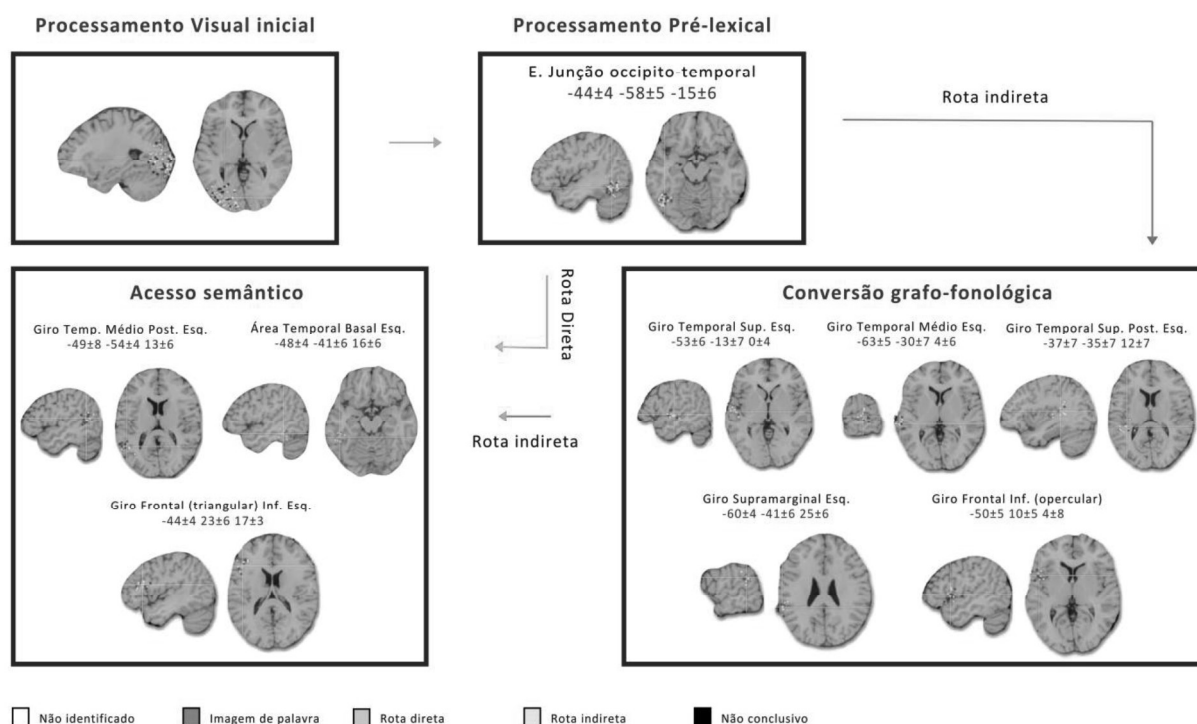 Processamento Visual inicial
Processamento Pré-lexical
E. Junção occipito-temporal
-44±4 -58±5 -15±6
Rota indireta
Rota Direta
Rota indireta
Acesso semântico
Giro Temp. Médio Post. Esq.
-49±8 -54±4 13±6
Área Temporal Basal Esq.
-48±4 -41±6 16±6
Giro Frontal (triangular) Inf. Esq.
-44±4 23±6 17±3
Conversão grafo-fonológica
Giro Temporal Sup. Esq.
-53±6 -13±7 0±4
Giro Temporal Médio Esq.
-63±5 -30±7 4±6
Giro Temporal Sup. Post. Esq.
-37±7 -35±7 12±7
Giro Supramarginal Esq.
-60±4 -41±6 25±6
Giro Frontal Inf. (opercular)
-50±5 10±5 4±8
Não identificado
Imagem de palavra
Rota direta
Rota indireta
Não conclusivo